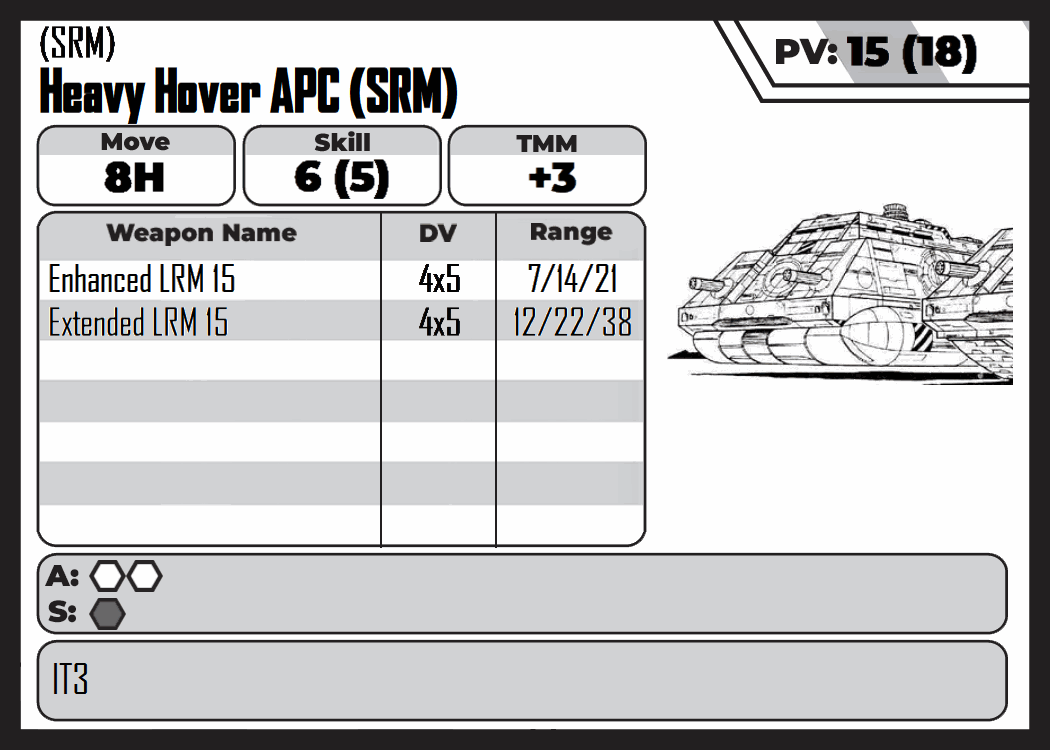 (SRM)
Heavy Hover APC (SRM)
PV: 15 (18)
Move Skill TMM
8H 6 (5) +3
Weapon Name DV Range
Enhanced LRM 15 4x5 7/14/21
Extended LRM 15 4x5 12/22/38
A:
S:
IT3